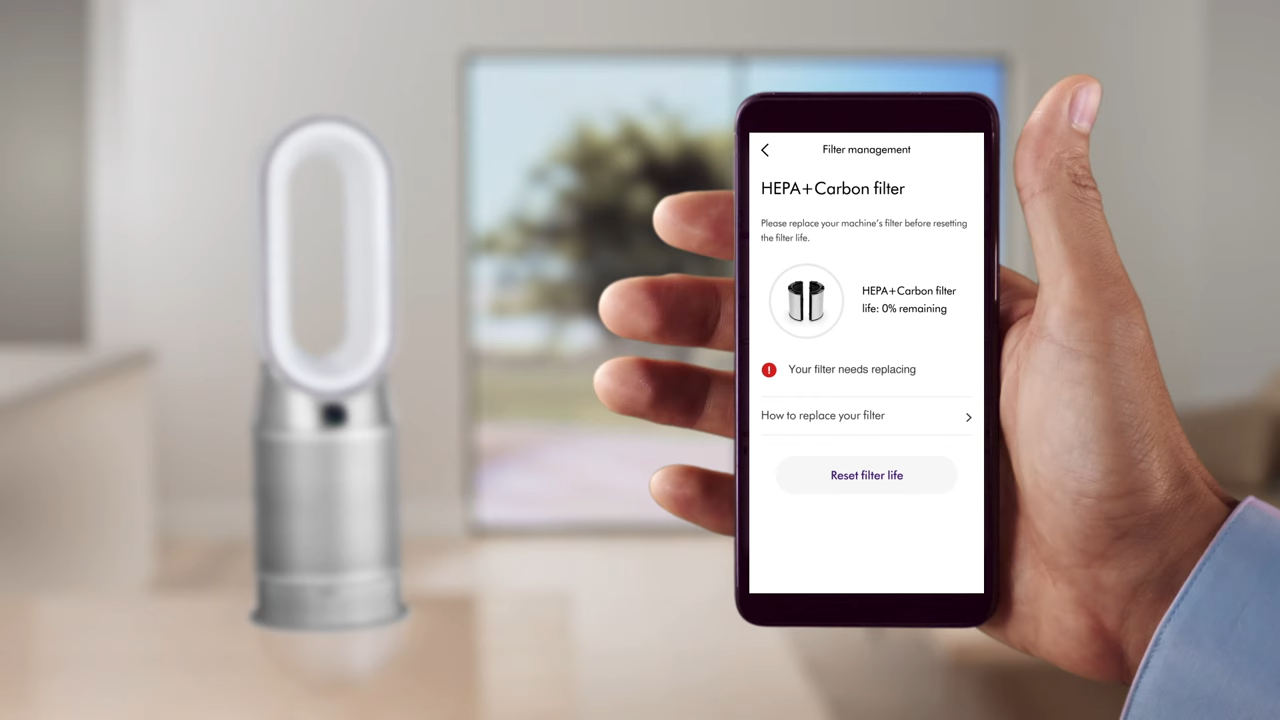 Filter management
HEPA+Carbon filter
Please replace your machine's filter before resetting
the filter life.
HEPA+Carbon filter
life: 0% remaining
Your filter needs replacing
How to replace your filter
Reset filter life